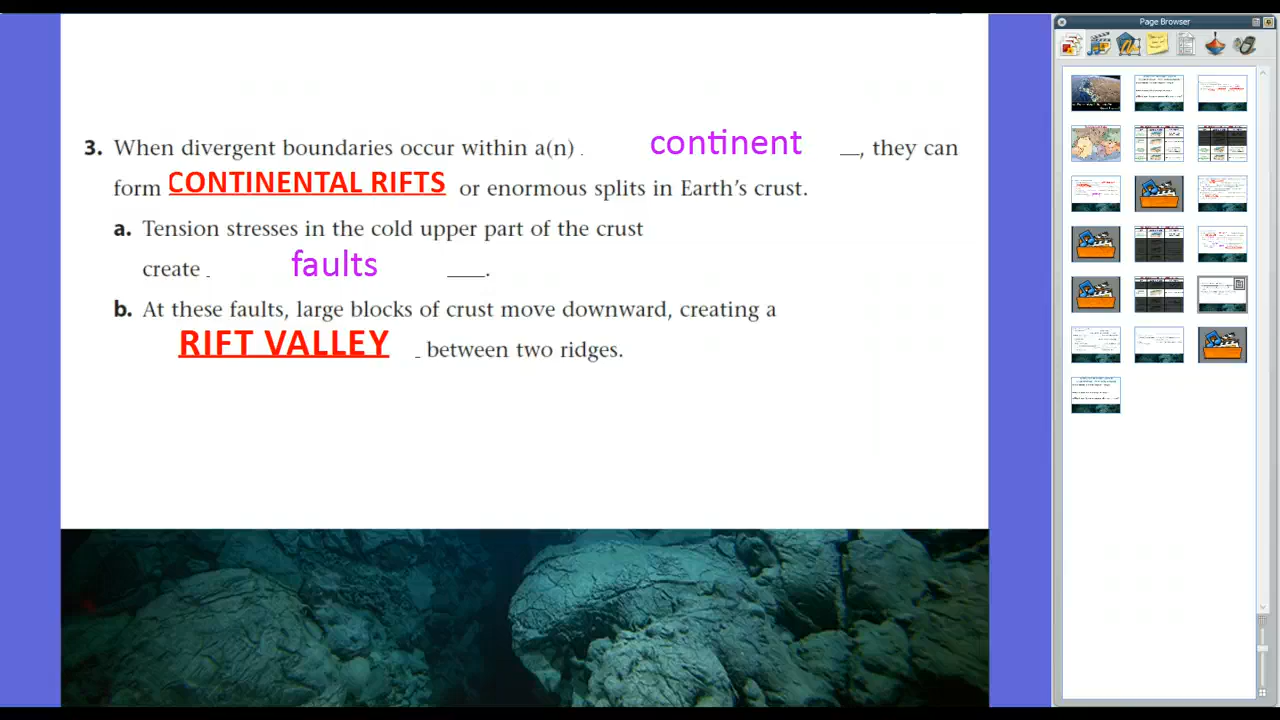 Page Browser
3. When divergent boundaries occur within a(n) continent __, they can
form CONTINENTAL RIFTS or enormous splits in Earth's crust.
a. Tension stresses in the cold upper part of the crust
create faults ___.
b. At these faults, large blocks of crust move downward, creating a
RIFT VALLEY between two ridges.